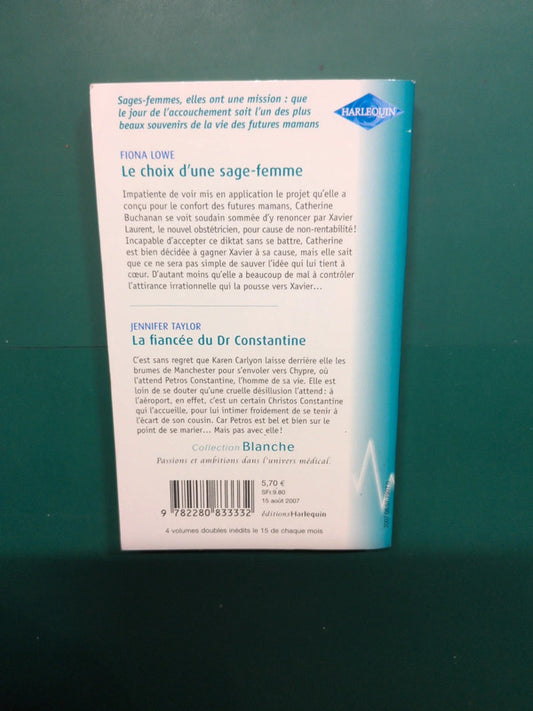 Sages-femmes, elles ont une mission : que
le jour de l'accouchement soit l'un des plus
beaux souvenirs de la vie des futures mamans
HARLEQUIN
FIONA LOWE
Le choix d'une sage-femme
Impatiente de voir mis en application le projet qu'elle a
conçu pour le confort des futures mamans, Catherine
Buchanan se voit soudain sommée d'y renoncer par Xavier
Laurent, le nouvel obstétricien, pour cause de non-rentabilité !
Incapable d'accepter ce diktat sans se battre, Catherine
est bien décidée à gagner Xavier à sa cause, mais elle sait
que ce ne sera pas simple de sauver l'idée qui lui tient à
cœur. D'autant moins qu'elle a beaucoup de mal à contrôler
l'attirance irrationnelle qui la pousse vers Xavier...
JENNIFER TAYLOR
La fiancée du Dr Constantine
C'est sans regret que Karen Carlyon laisse derrière elle les
brumes de Manchester pour s'envoler vers Chypre, où
l'attend Petros Constantine, l'homme de sa vie. Elle est
loin de se douter qu'une cruelle désillusion l'attend : à
l'aéroport, en effet, c'est un certain Christos Constantine
qui l'accueille, pour lui intimer froidement de se tenir à
l'écart de son cousin. Car Petros est bel et bien sur le
point de se marier... Mais pas avec elle !
Collection Blanche
Passions et ambitions dans l'univers médical.
5,70 €
SFr.9.80
15 août 2007
9 782280 833332
éditionsHarlequin
4 volumes doubles inédits le 15 de chaque mois